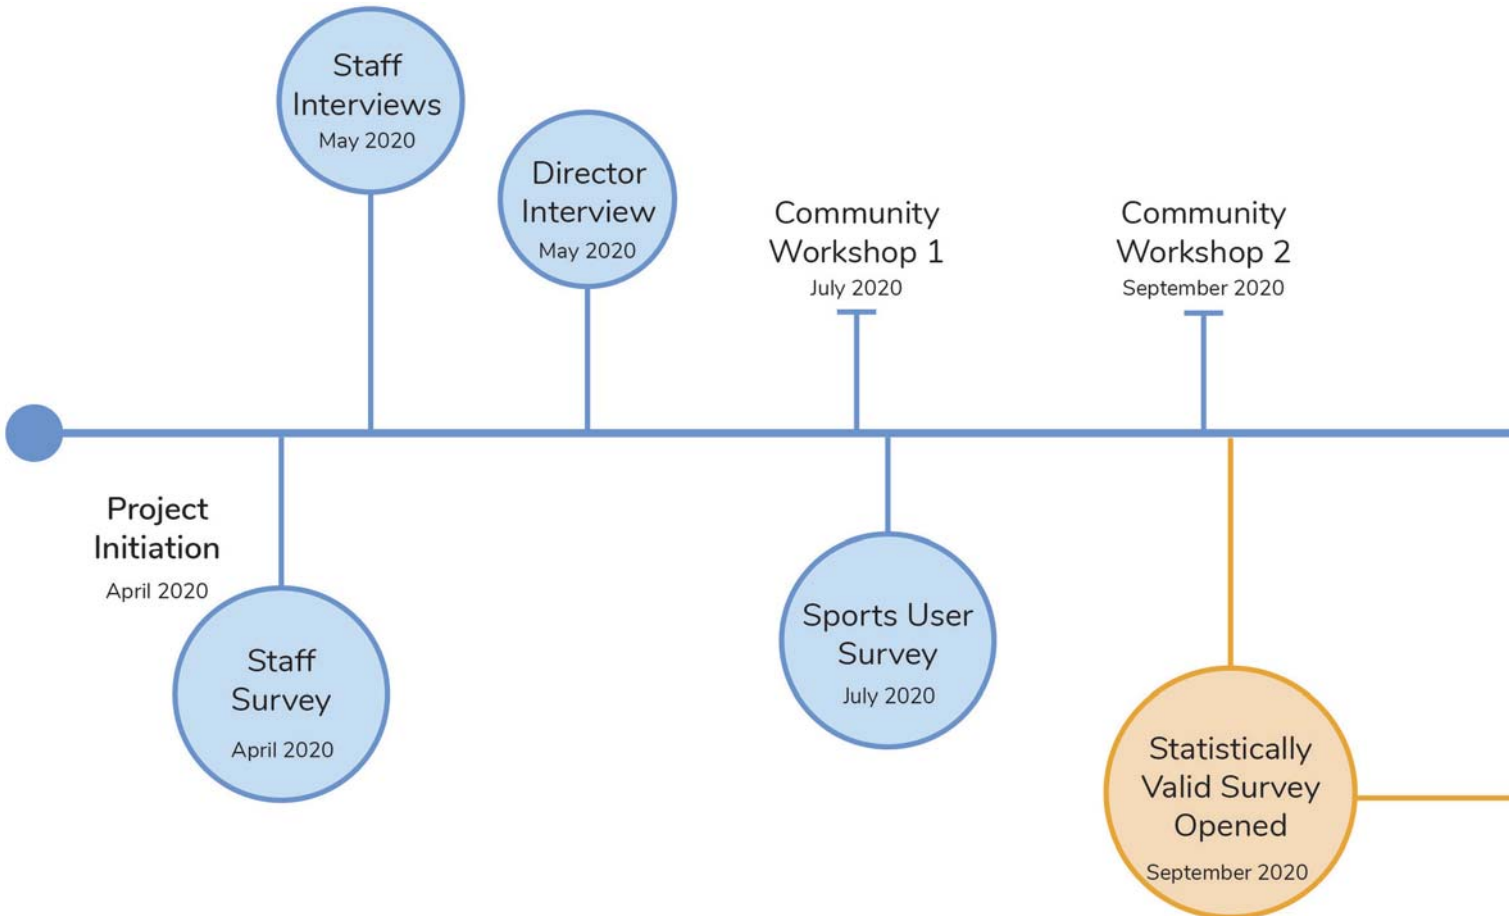 Staff
Interviews
May 2020
Director
Interview
May 2020
Community
Workshop 1
July 2020
Community
Workshop 2
September 2020
Project
Initiation
April 2020
Staff
Survey
April 2020
Sports User
Survey
July 2020
Statistically
Valid Survey
Opened
September 2020